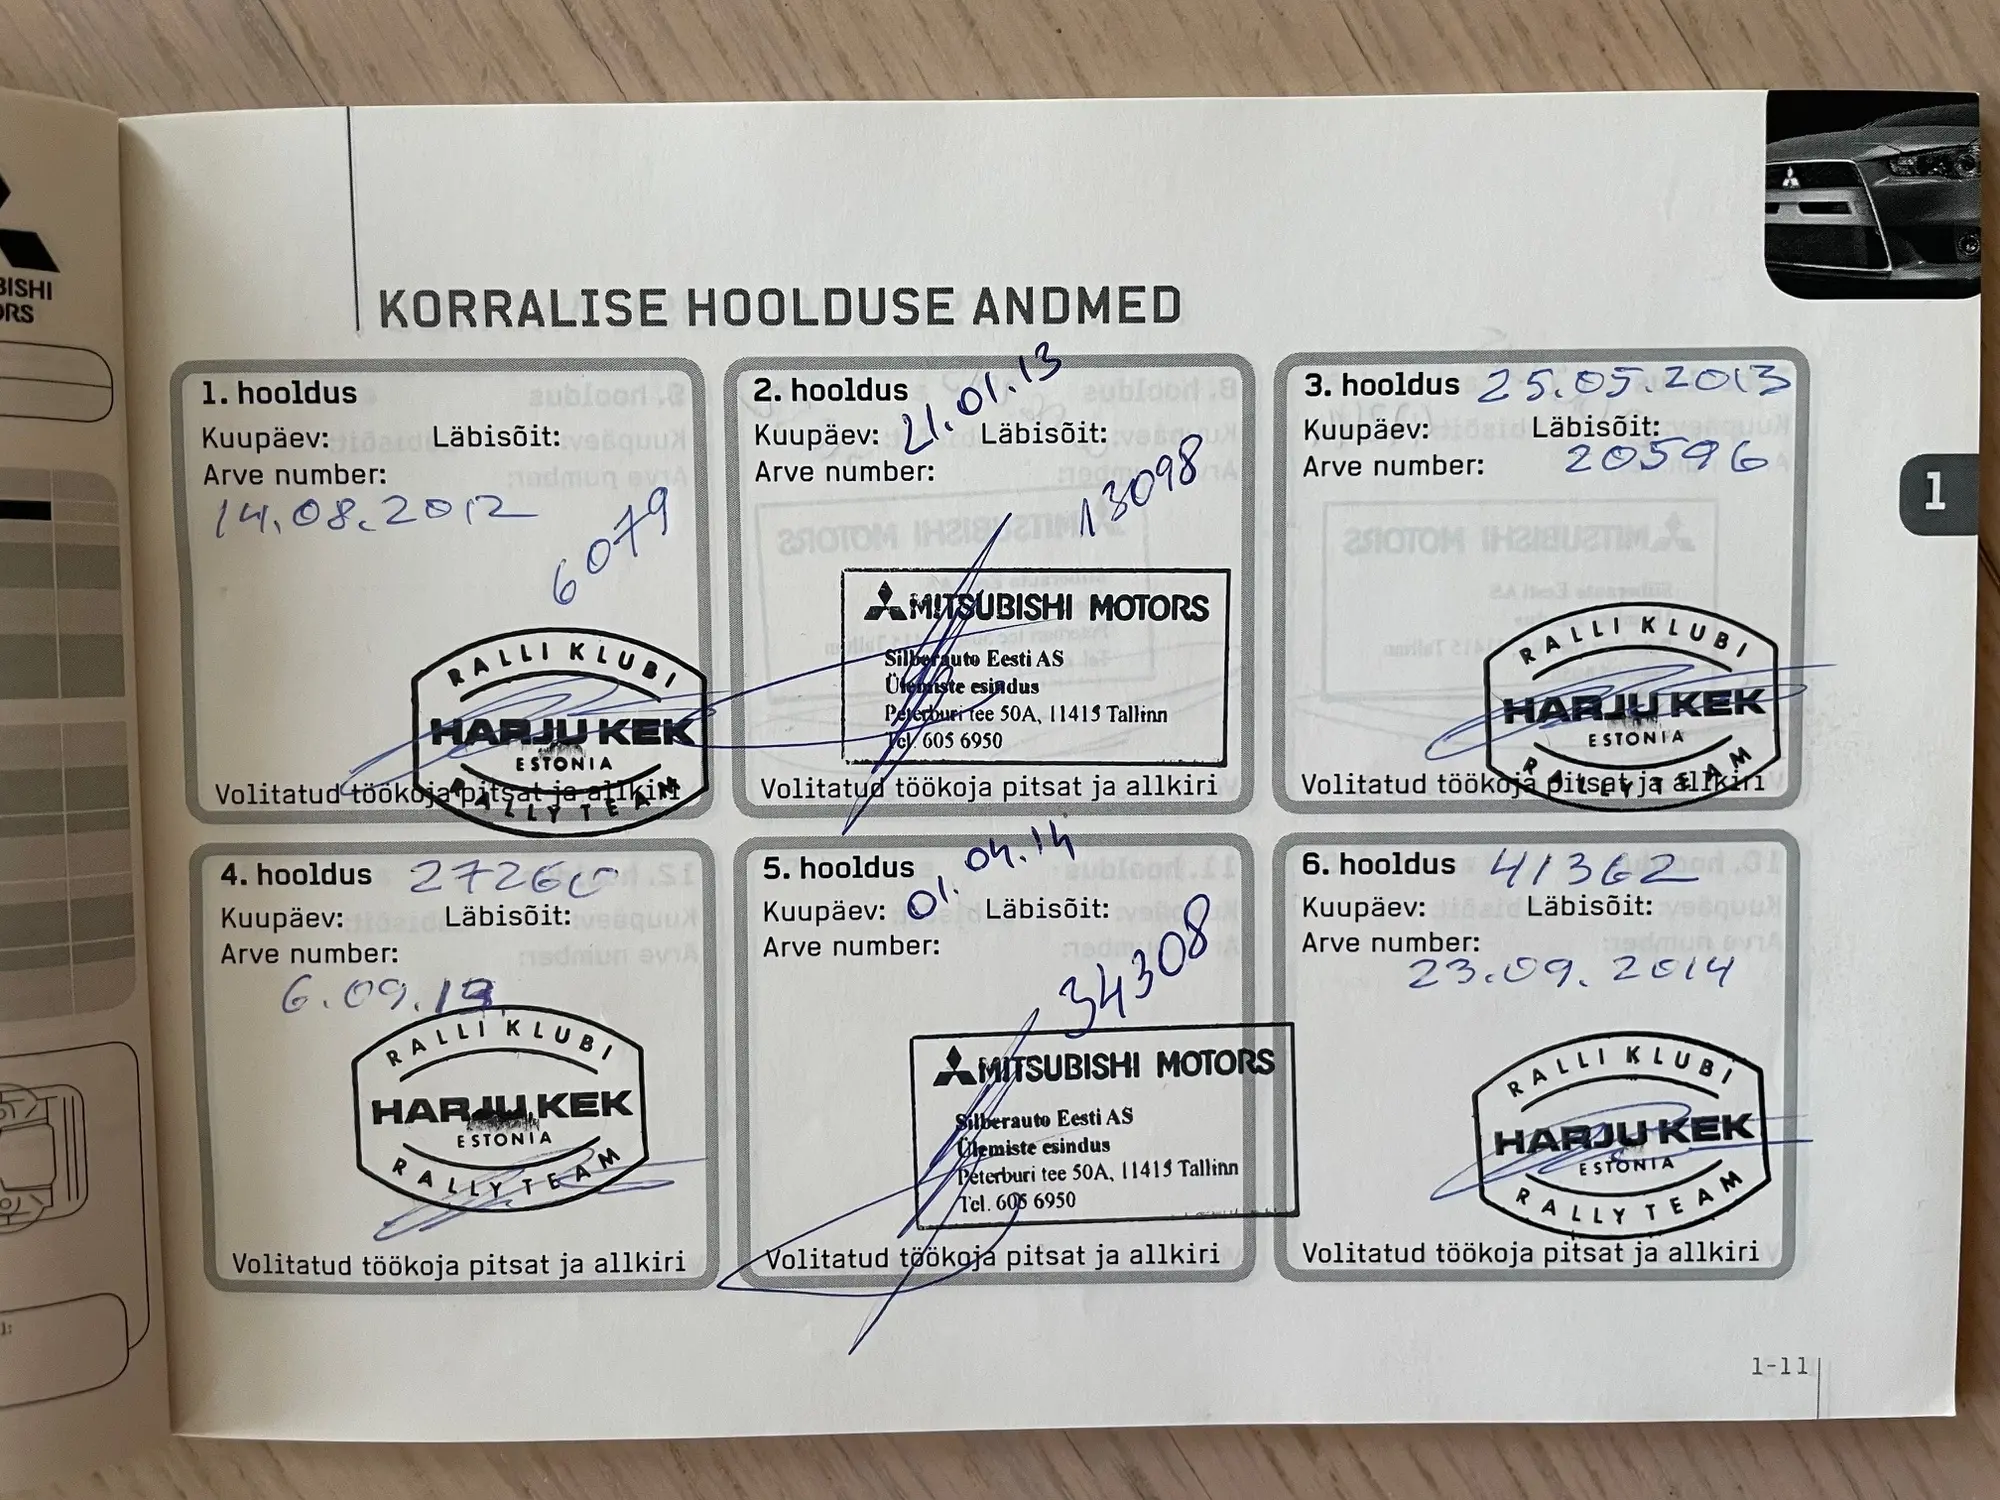 BISHI
ORS
KORRALISE HOOLDUSE ANDMED
1. hooldus
Kuupäev: Läbisõit:
Arve number:
14.08.2012
6079
RALLI KLUBI
HARJU KEK
ESTONIA
RALLY TEAM
Volitatud töökoja pitsat ja allkiri
2. hooldus
Kuupäev: 21.01.13 Läbisõit:
Arve number:
13098
MITSUBISHI MOTORS
Silberauto Eesti AS
Ülemiste esindus
Peterburi tee 50A, 11415 Tallinn
Tel. 605 6950
Volitatud töökoja pitsat ja allkiri
3. hooldus 25.05.2013
Kuupäev: Läbisõit:
Arve number: 20596
RALLI KLUBI
HARJU KEK
ESTONIA
RALLY TEAM
Volitatud töökoja pitsat ja allkiri
1
4. hooldus 27260
Kuupäev: Läbisõit:
Arve number:
6.09.13
RALLI KLUBI
HARJU KEK
ESTONIA
RALLY TEAM
Volitatud töökoja pitsat ja allkiri
5. hooldus
Kuupäev: 01.04.14 Läbisõit:
Arve number:
34308
MITSUBISHI MOTORS
Silberauto Eesti AS
Ülemiste esindus
Peterburi tee 50A, 11415 Tallinn
Tel. 605 6950
Volitatud töökoja pitsat ja allkiri
6. hooldus 41362
Kuupäev: Läbisõit:
Arve number:
23.09.2014
RALLI KLUBI
HARJU KEK
ESTONIA
RALLY TEAM
Volitatud töökoja pitsat ja allkiri
1-11